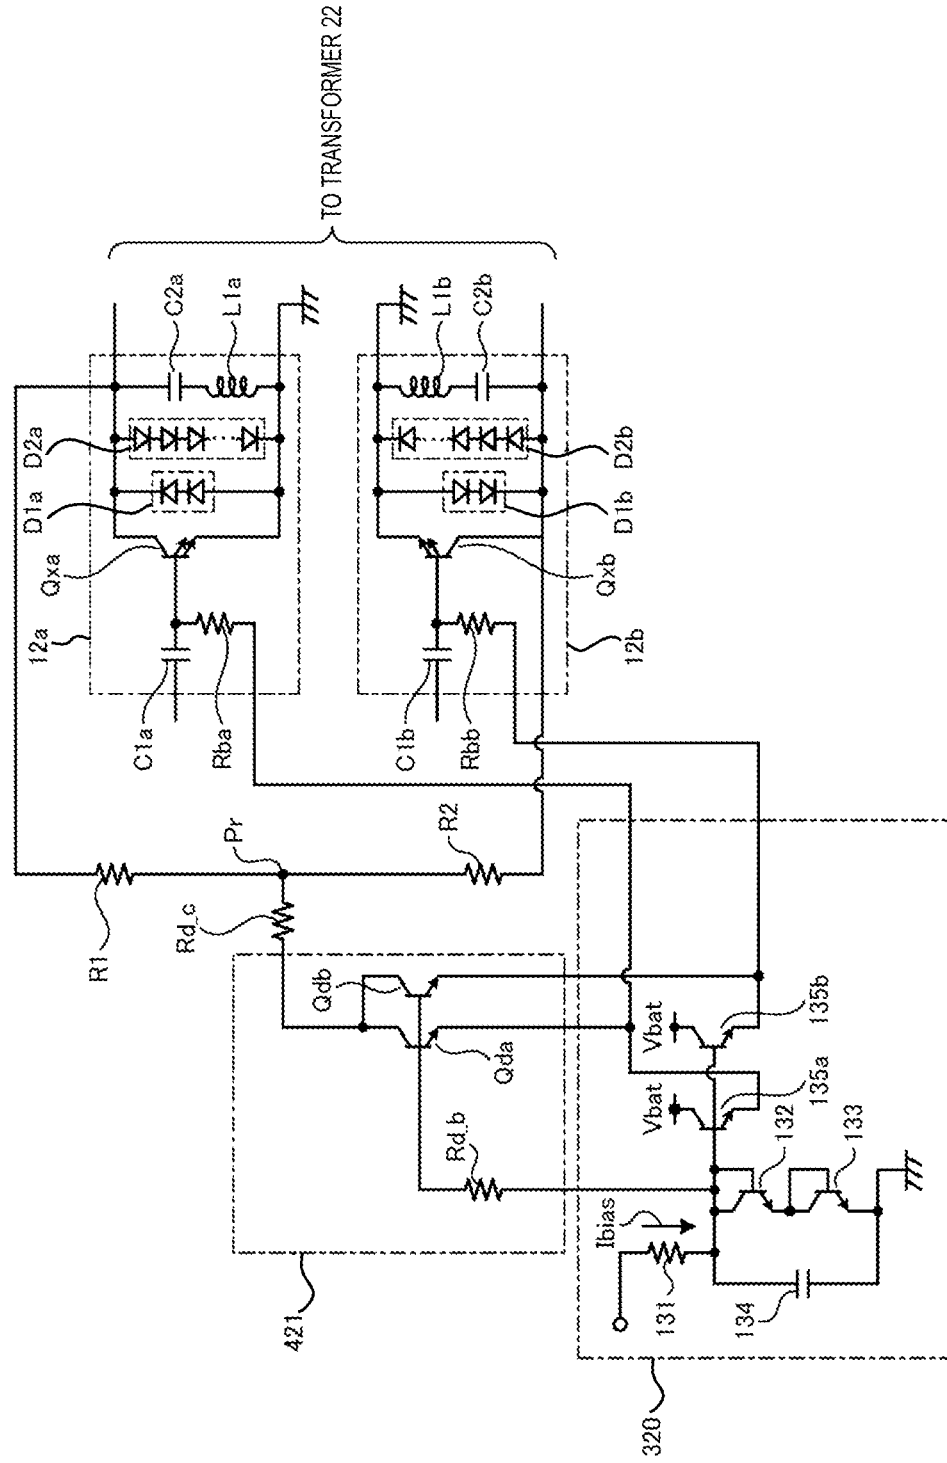 TO TRANSFORMER 22
C2a
L1a
L1b
C2b
D2a
D1a
D2b
D1b
Qxa
Qxb
12a
12b
C1a
Rba
C1b
Rbb
R1
Pr
R2
Rd_c
Qdb
Qda
Rd_b
421
Vbat
135b
Vbat
135a
132
133
Ibias
131
134
320